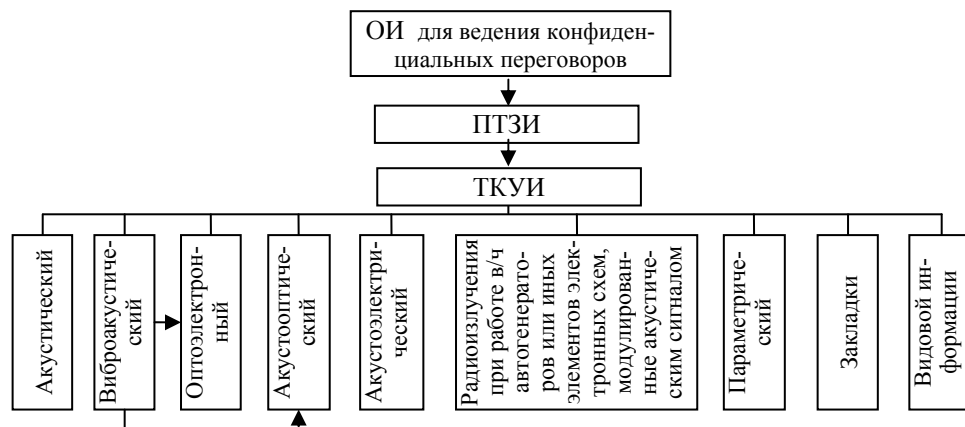 ОИ для ведения конфиден-
циальных переговоров
ПТЗИ
ТКУИ
Акустический
Виброакустиче-
ский
Оптоэлектрон-
ный
Акустооптиче-
ский
Акустоэлектри-
ческий
Радиоизлучения
при работе в/ч
автогенерато-
ров или иных
элементов элек-
тронных схем,
модулирован-
ные акустиче-
ским сигналом
Параметриче-
ский
Закладки
Видовой ин-
формации